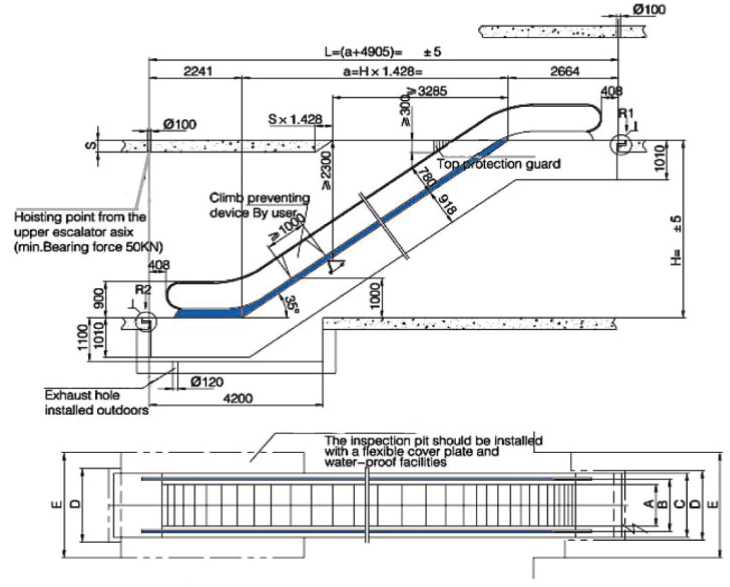 Ø100
L=(a+4905)= ±5
2241
a=H×1.428=
2664
≥3285
408
R1
S×1.428
≥300
Ø100
S
Top protection guard
1010
≥2300
780
918
Climb preventing
device By user
≥1000
Hoisting point from the
upper escalator asix
(min.Bearing force 50KN)
H= ±5
408
R2
900
35°
1000
1100
1010
Ø120
Exhaust hole
installed outdoors
4200
The inspection pit should be installed
with a flexible cover plate and
water-proof facilities
E
D
A
B
C
D
E